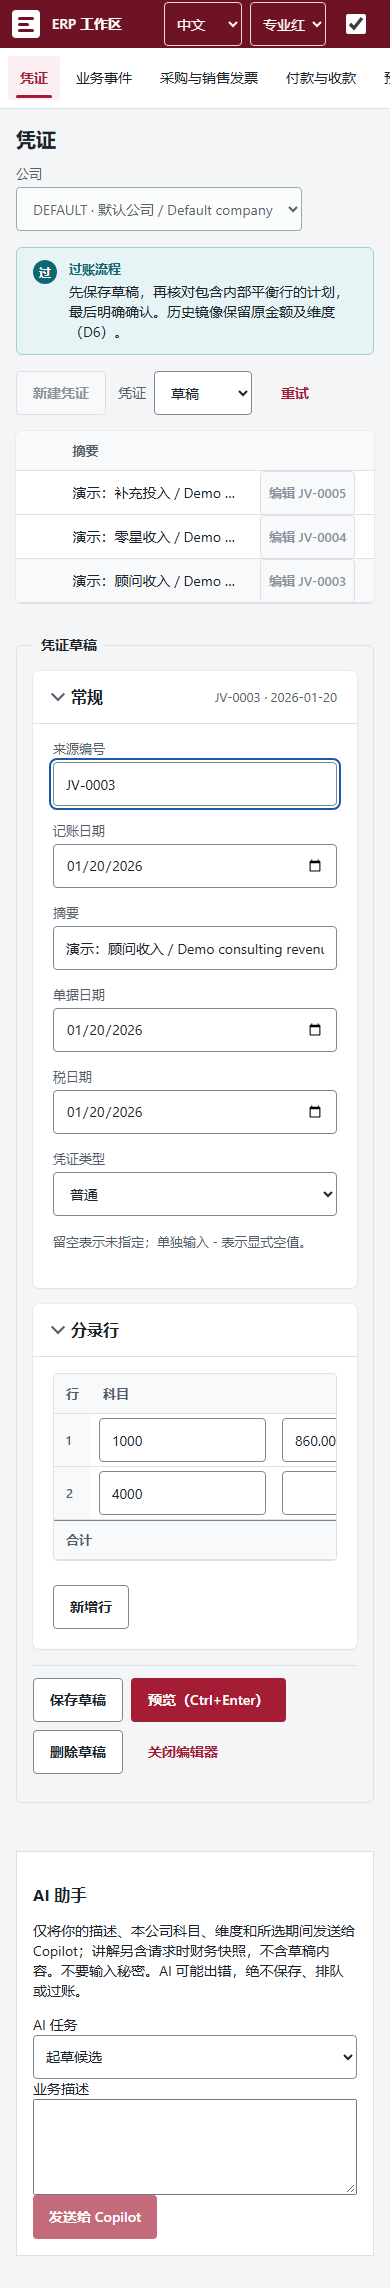 ERP 工作区
中文
专业红
凭证
业务事件
采购与销售发票
付款与收款
凭证
公司
DEFAULT · 默认公司 / Default company
过
过账流程
先保存草稿，再核对包含内部平衡行的计划，
最后明确确认。历史镜像保留原金额及维度
（D6）。
新建凭证
凭证
草稿
重试
摘要
演示：补充投入 / Demo ...
编辑 JV-0005
演示：零星收入 / Demo ...
编辑 JV-0004
演示：顾问收入 / Demo ...
编辑 JV-0003
凭证草稿
常规
JV-0003 · 2026-01-20
来源编号
JV-0003
记账日期
01/20/2026
摘要
演示：顾问收入 / Demo consulting revenu
单据日期
01/20/2026
税日期
01/20/2026
凭证类型
普通
留空表示未指定；单独输入 - 表示显式空值。
分录行
行
科目
1
1000
860.00
2
4000
合计
新增行
保存草稿
预览（Ctrl+Enter）
删除草稿
关闭编辑器
AI 助手
仅将你的描述、本公司科目、维度和所选期间发送给
Copilot；讲解另含请求时财务快照，不含草稿内
容。不要输入秘密。AI 可能出错，绝不保存、排队
或过账。
AI 任务
起草候选
业务描述
发送给 Copilot